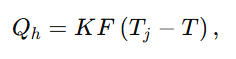 Q_h = KF (T_j − T) ,